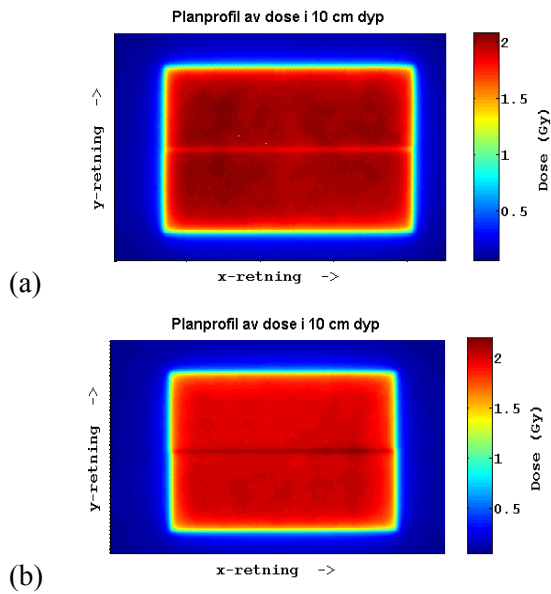 Planprofil av dose i 10 cm dyp
2
1.5
1
0.5
Dose (Gy)
y-retning ->
x-retning ->
(a)
Planprofil av dose i 10 cm dyp
2
1.5
1
0.5
Dose (Gy)
y-retning ->
x-retning ->
(b)